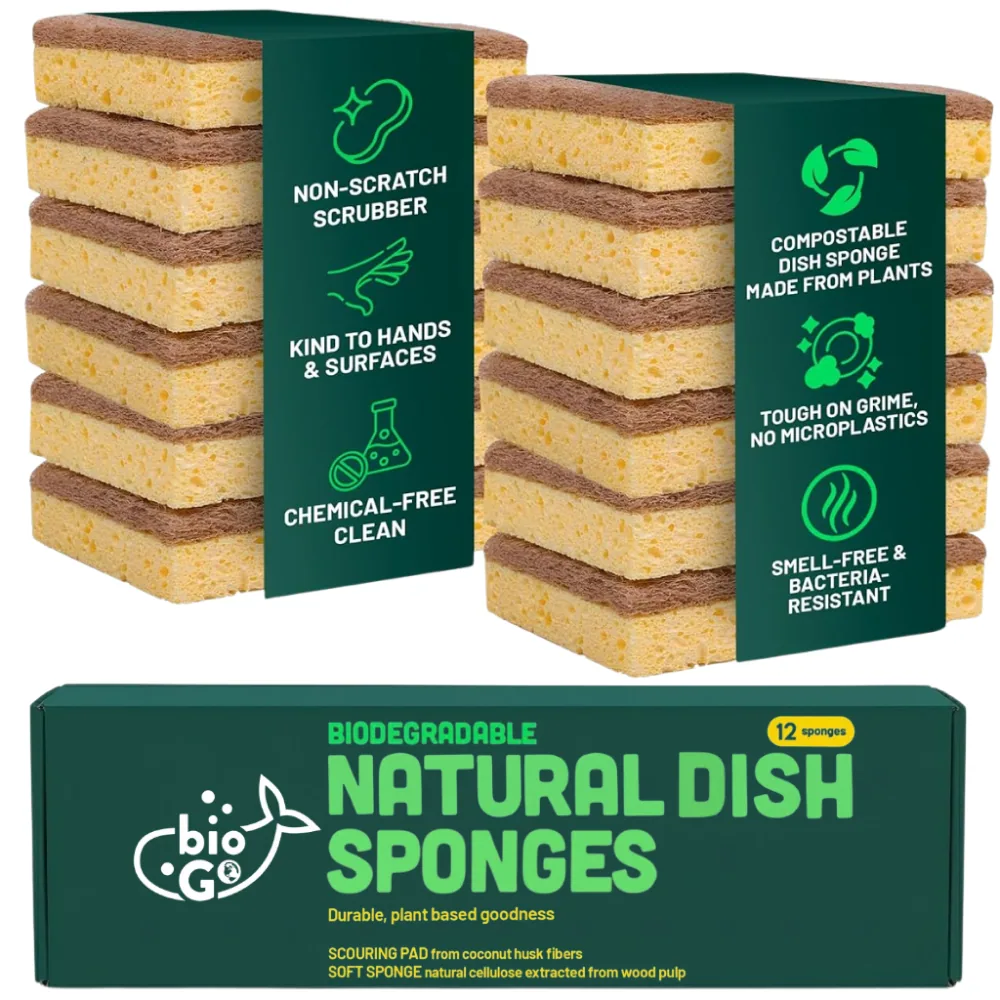 NON-SCRATCH
SCRUBBER
KIND TO HANDS
& SURFACES
CHEMICAL-FREE
CLEAN
COMPOSTABLE
DISH SPONGE
MADE FROM PLANTS
TOUGH ON GRIME,
NO MICROPLASTICS
SMELL-FREE &
BACTERIA-
RESISTANT
BIODEGRADABLE
12 sponges
NATURAL DISH
SPONGES
bio
GO
Durable, plant based goodness
SCOURING PAD from coconut husk fibers
SOFT SPONGE natural cellulose extracted from wood pulp